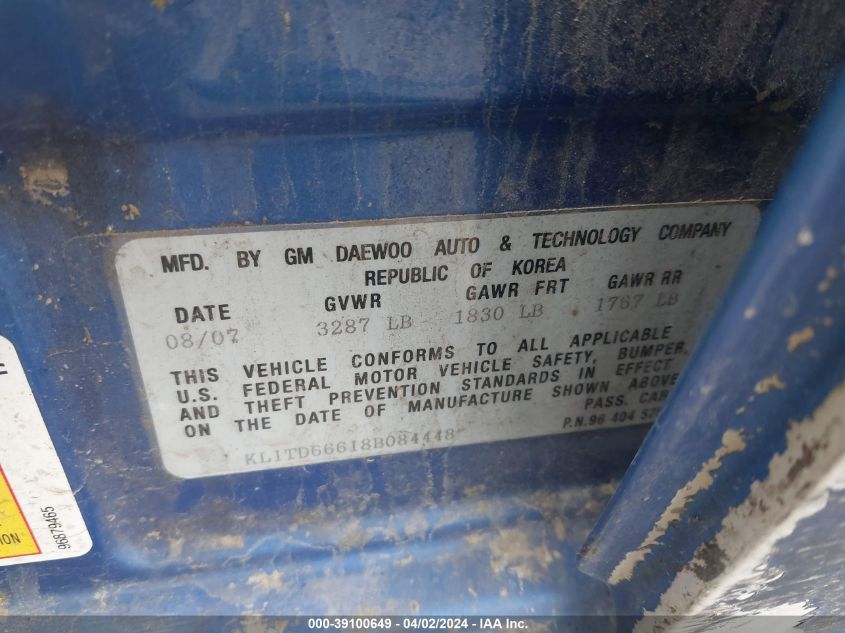 MFD. BY GM DAEWOO AUTO & TECHNOLOGY COMPANY
REPUBLIC OF KOREA
DATE GVWR GAWR FRT GAWR RR
08/07 3287 LB 1830 LB 1767 LB
THIS VEHICLE CONFORMS TO ALL APPLICABLE
U.S. FEDERAL MOTOR VEHICLE SAFETY, BUMPER,
AND THEFT PREVENTION STANDARDS IN EFFECT
ON THE DATE OF MANUFACTURE SHOWN ABOVE
PASS. CAR
P.N. 96 404
KL1TD66618B084448
96879465
000-39100649 - 04/02/2024 - IAA Inc.